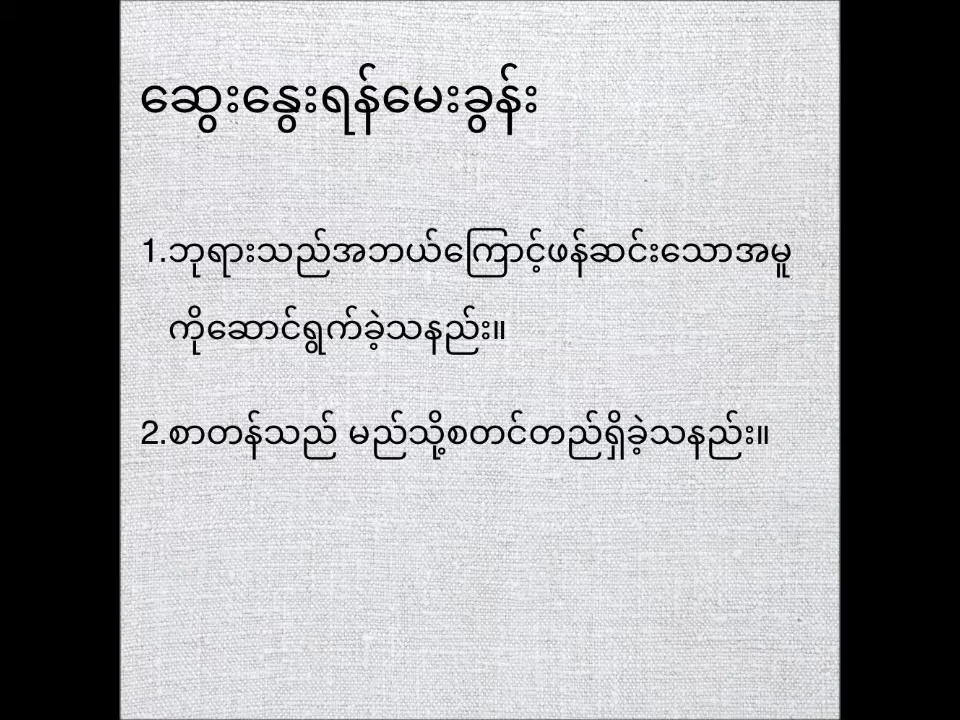 ဆွေးနွေးရန်မေးခွန်း
1.ဘုရားသည်အဘယ်ကြောင့်ဖန်ဆင်းသောအမူ
ကိုဆောင်ရွက်ခဲ့သနည်း။
2.စာတန်သည် မည်သို့စတင်တည်ရှိခဲ့သနည်း။